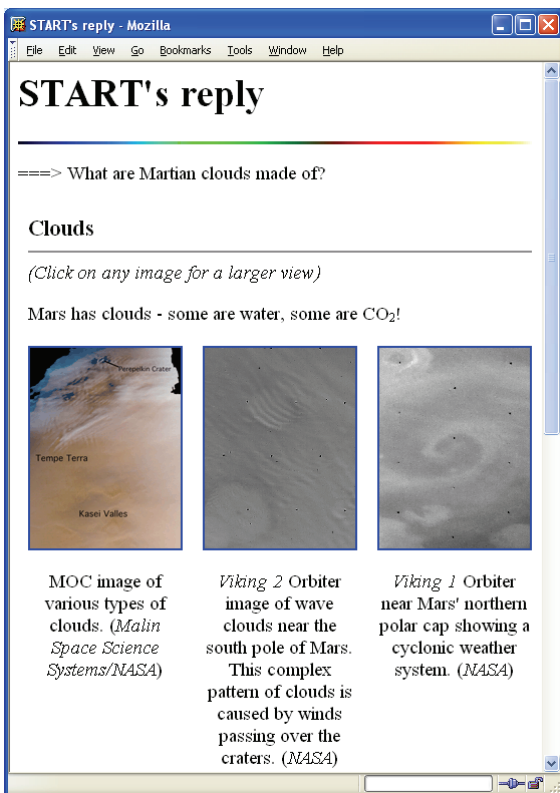 START's reply - Mozilla
File Edit View Go Bookmarks Tools Window Help
START's reply
===> What are Martian clouds made of?
Clouds
(Click on any image for a larger view)
Mars has clouds - some are water, some are CO₂!
Perepelkin Crater
Tempe Terra
Kasei Valles
MOC image of
various types of
clouds. (Malin
Space Science
Systems/NASA)
Viking 2 Orbiter
image of wave
clouds near the
south pole of Mars.
This complex
pattern of clouds is
caused by winds
passing over the
craters. (NASA)
Viking 1 Orbiter
near Mars' northern
polar cap showing a
cyclonic weather
system. (NASA)